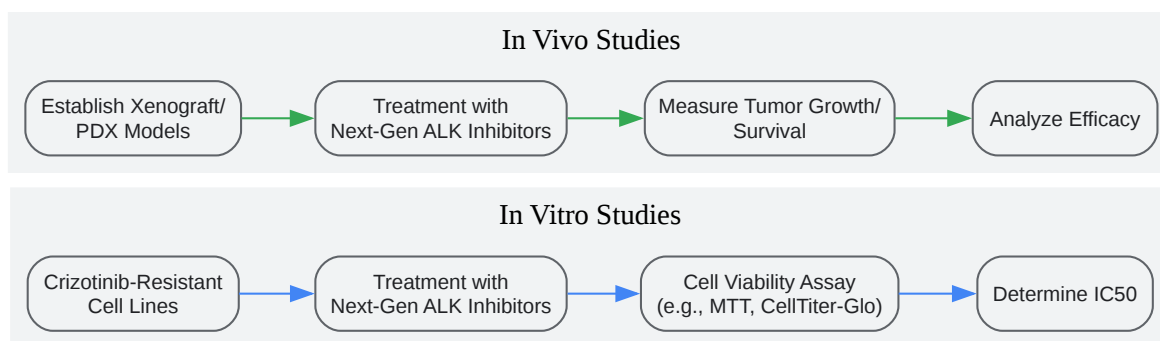 In Vivo Studies
Establish Xenograft/
PDX Models
Treatment with
Next-Gen ALK Inhibitors
Measure Tumor Growth/
Survival
Analyze Efficacy
In Vitro Studies
Crizotinib-Resistant
Cell Lines
Treatment with
Next-Gen ALK Inhibitors
Cell Viability Assay
(e.g., MTT, CellTiter-Glo)
Determine IC50